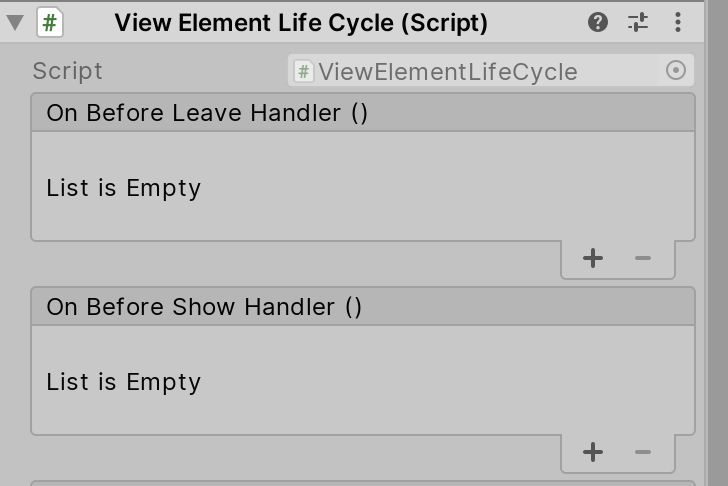 # View Element Life Cycle (Script) ?
Script # ViewElementLifeCycle
On Before Leave Handler ()
List is Empty
+ −
On Before Show Handler ()
List is Empty
+ −